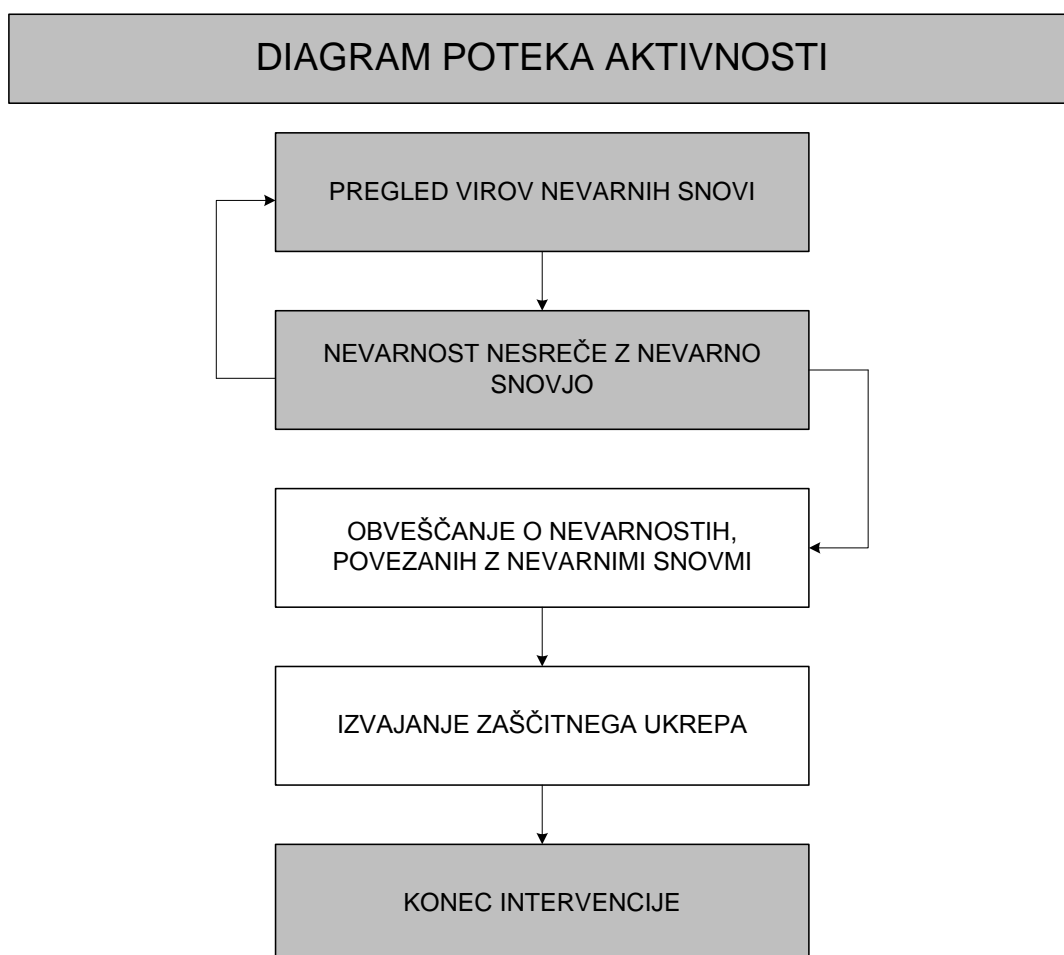 DIAGRAM POTEKA AKTIVNOSTI
PREGLED VIROV NEVARNIH SNOVI
NEVARNOST NESREČE Z NEVARNO
SNOVJO
OBVEŠČANJE O NEVARNOSTIH,
POVEZANIH Z NEVARNIMI SNOVMI
IZVAJANJE ZAŠČITNEGA UKREPA
KONEC INTERVENCIJE